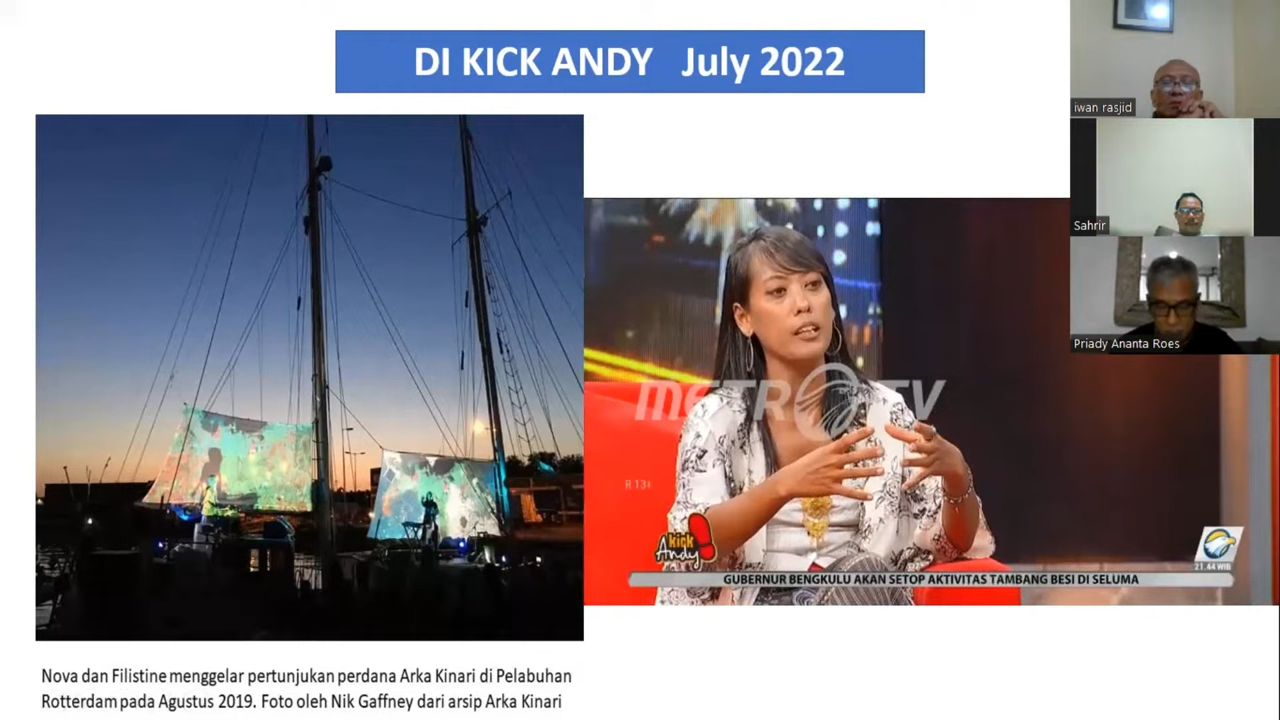 DI KICK ANDY July 2022
iwan rasjid
Sahrir
Priady Ananta Roes
METRO TV
R 13+
kick
Andy
21.44 WIB
GUBERNUR BENGKULU AKAN SETOP AKTIVITAS TAMBANG BESI DI SELUMA
Nova dan Filistine menggelar pertunjukan perdana Arka Kinari di Pelabuhan
Rotterdam pada Agustus 2019. Foto oleh Nik Gaffney dari arsip Arka Kinari